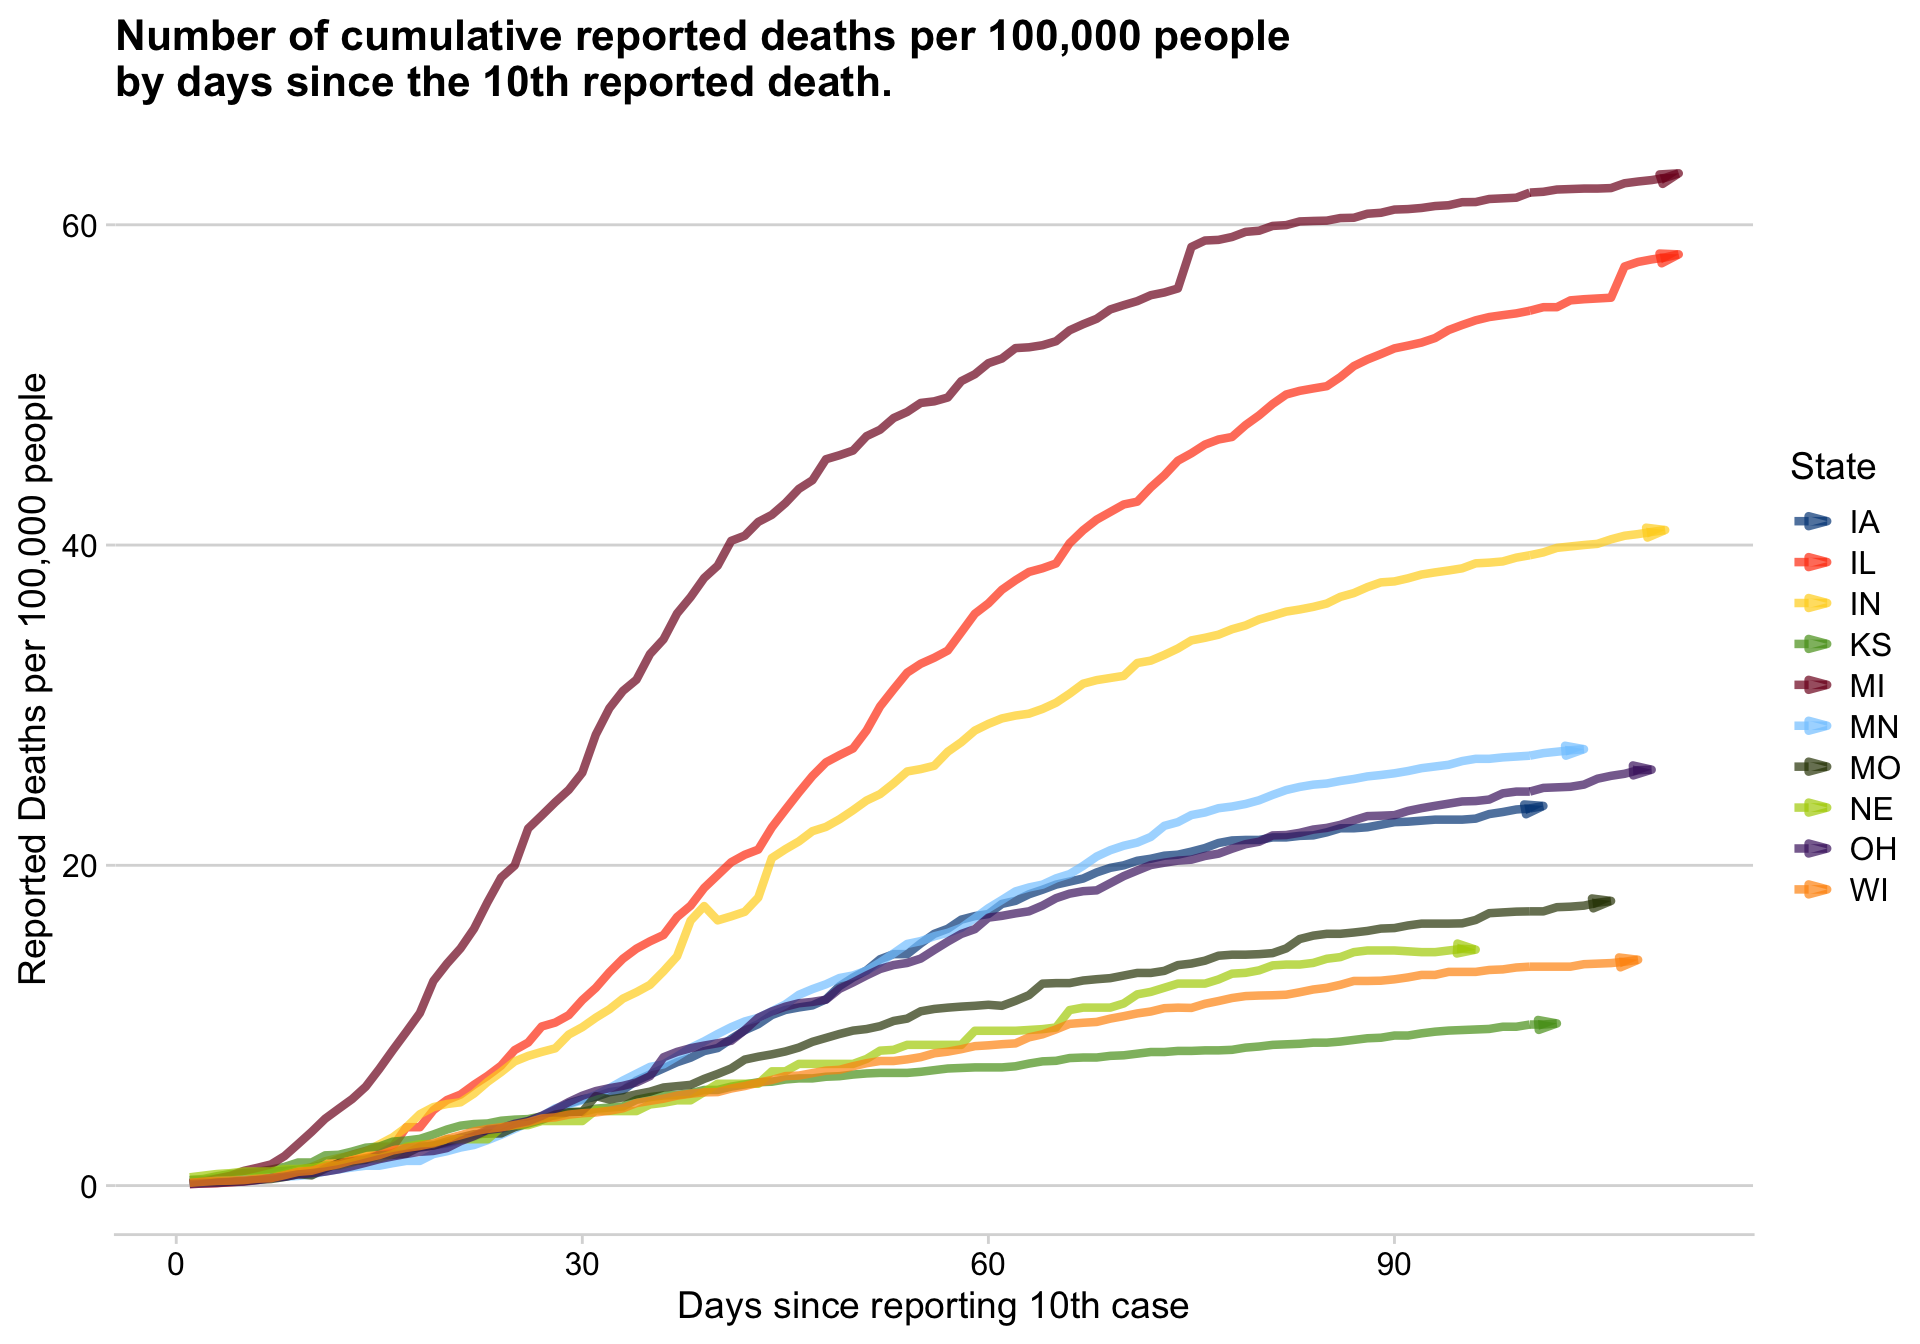 Number of cumulative reported deaths per 100,000 people
by days since the 10th reported death.
Reported Deaths per 100,000 people
60
40
20
0
0
30
60
90
Days since reporting 10th case
State
IA
IL
IN
KS
MI
MN
MO
NE
OH
WI